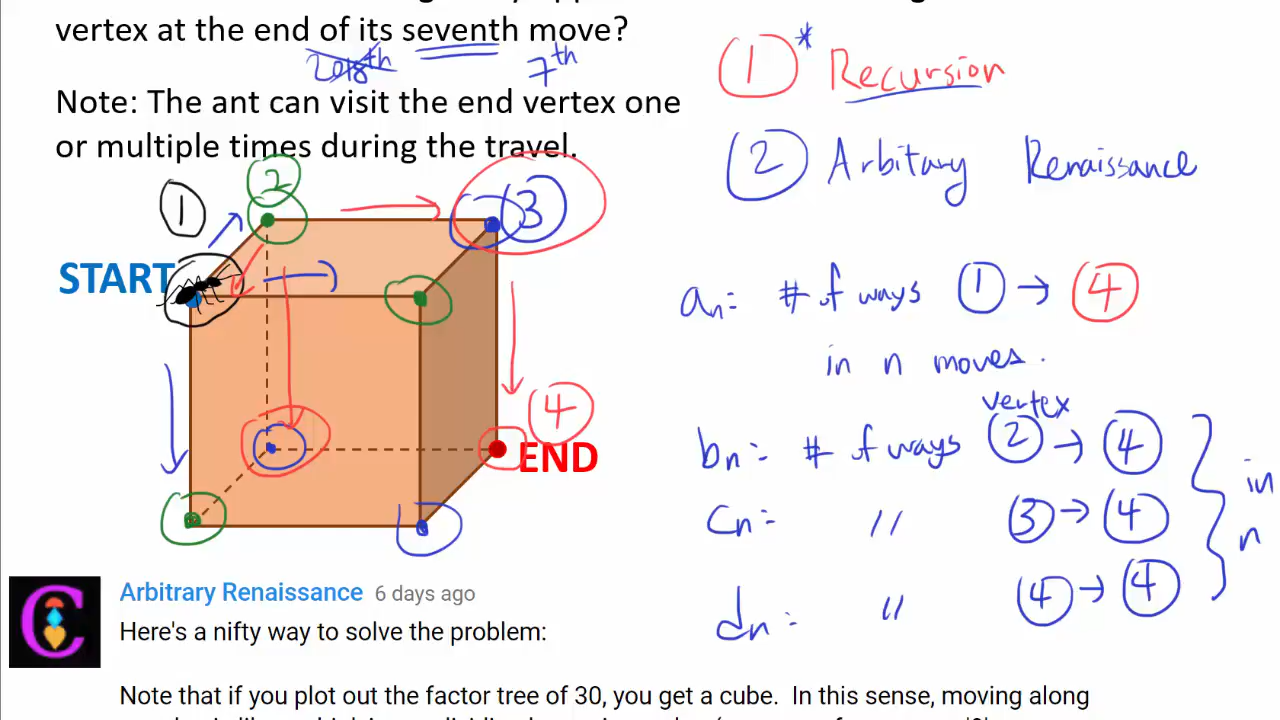 vertex at the end of its seventh move?
2018th 7th
Note: The ant can visit the end vertex one
or multiple times during the travel.
1* Recursion
2 Arbitary Renaissance
1
2
3
START
4
END
an= # of ways 1 → 4
in n moves.
vertex
bn= # of ways 2 → 4
cn= " 3 → 4
dn= " 4 → 4
in
n
C
Arbitrary Renaissance 6 days ago
Here's a nifty way to solve the problem:
Note that if you plot out the factor tree of 30, you get a cube. In this sense, moving along